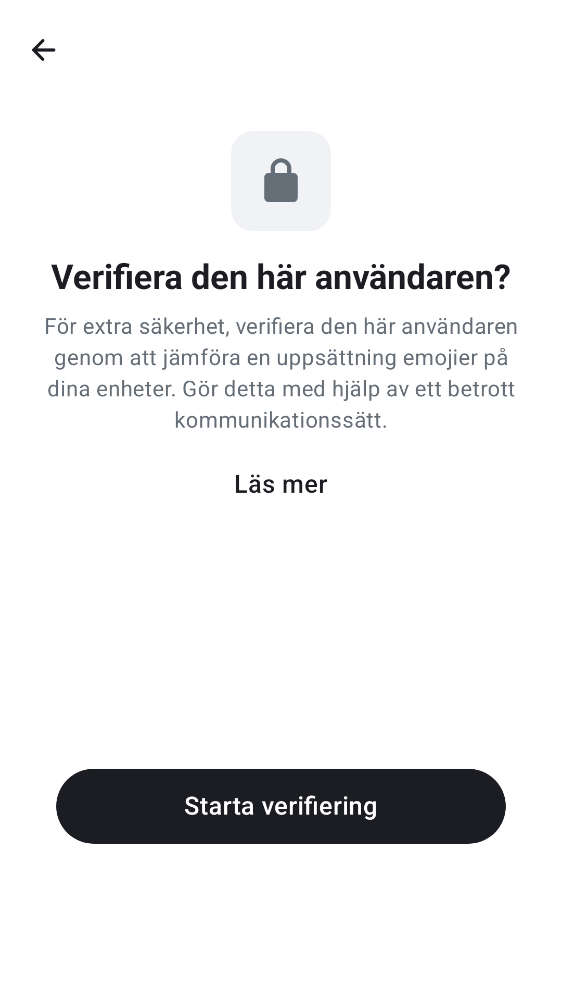 Verifiera den här användaren?
För extra säkerhet, verifiera den här användaren
genom att jämföra en uppsättning emojier på
dina enheter. Gör detta med hjälp av ett betrott
kommunikationssätt.
Läs mer
Starta verifiering